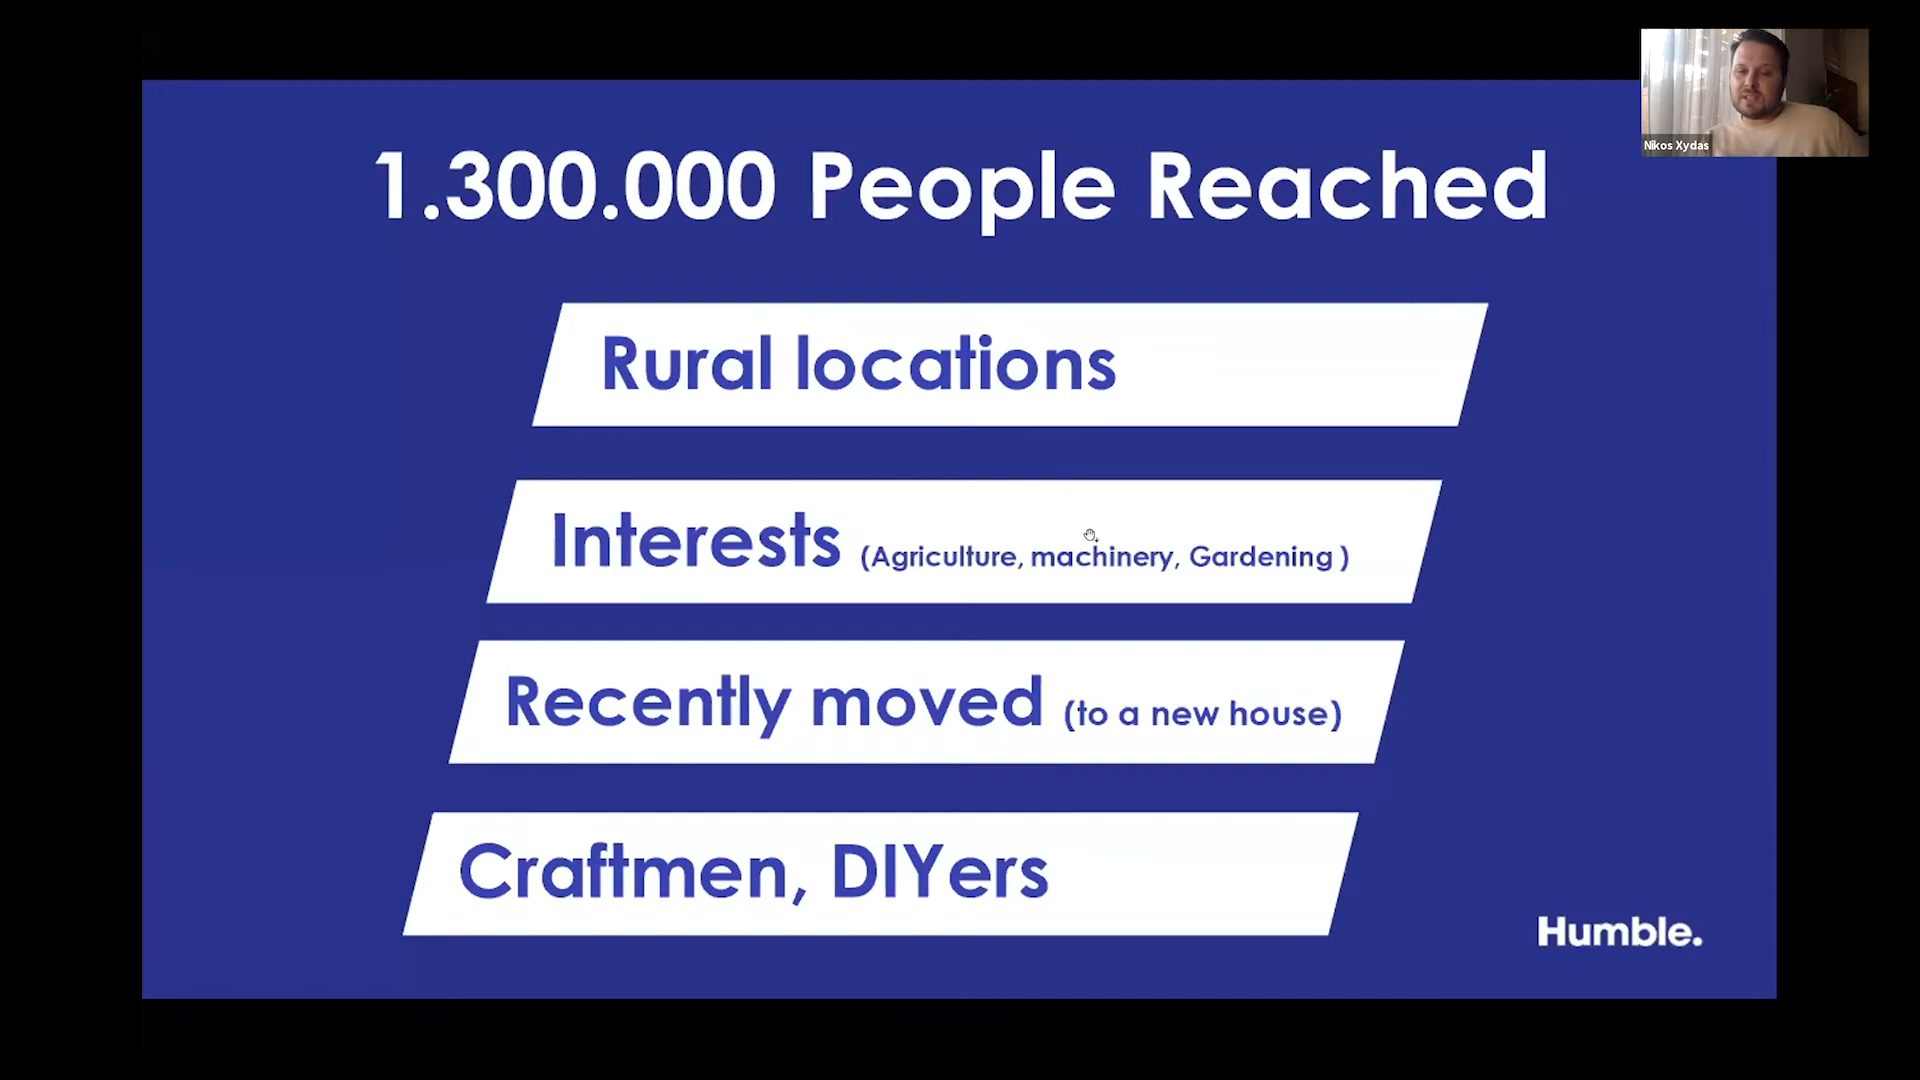 1.300.000 People Reached
Nikos Xydas
Rural locations
Interests (Agriculture, machinery, Gardening )
Recently moved (to a new house)
Craftmen, DIYers
Humble.